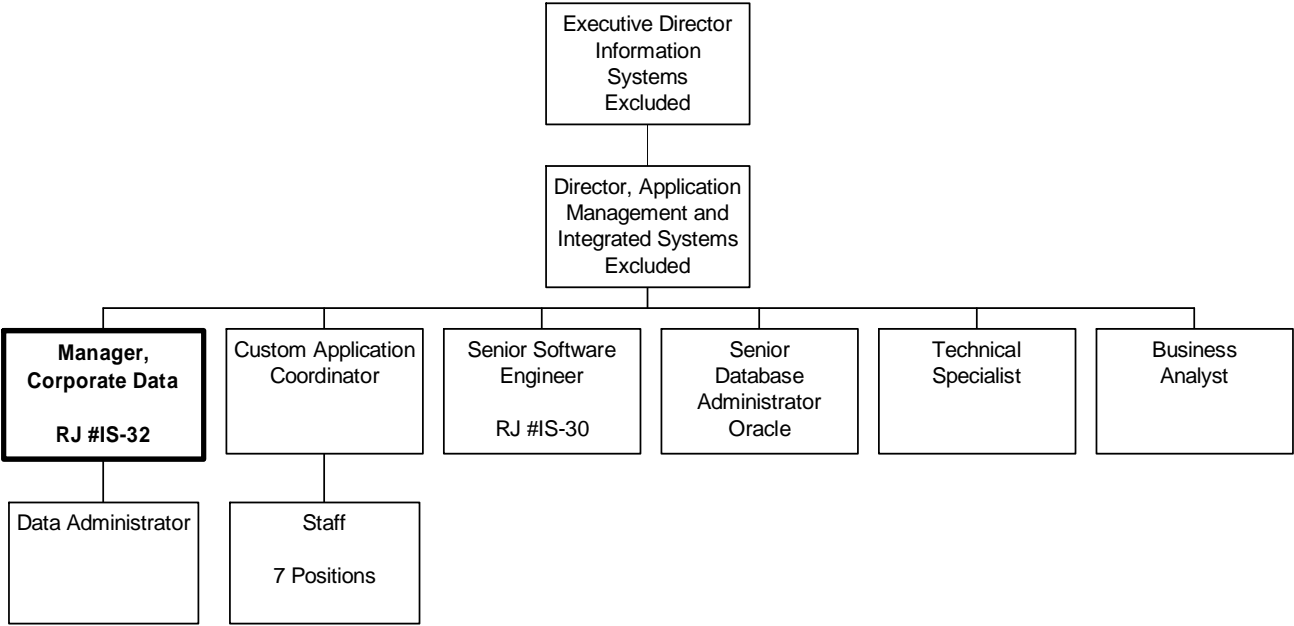 Executive Director
Information
Systems
Excluded
Director, Application
Management and
Integrated Systems
Excluded
Manager,
Corporate Data
RJ #IS-32
Custom Application
Coordinator
Senior Software
Engineer
RJ #IS-30
Senior
Database
Administrator
Oracle
Technical
Specialist
Business
Analyst
Data Administrator
Staff
7 Positions